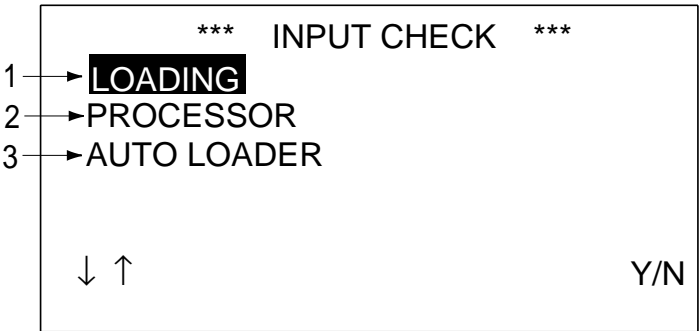 *** INPUT CHECK ***
1 LOADING
2 PROCESSOR
3 AUTO LOADER
↓ ↑ Y/N